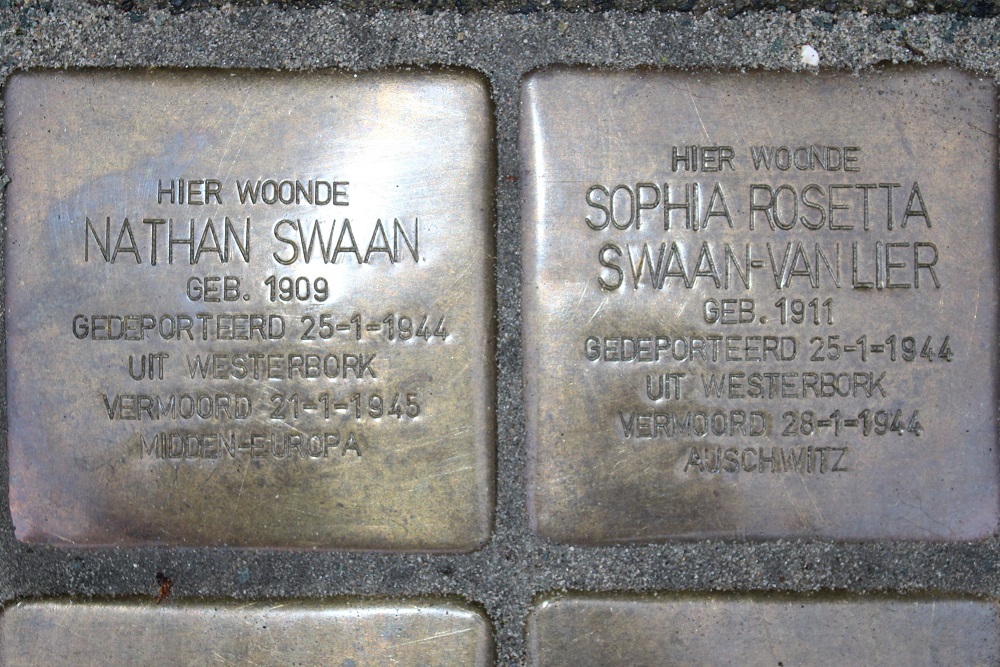 HIER WOONDE
NATHAN SWAAN
GEB. 1909
GEDEPORTEERD 25-1-1944
UIT WESTERBORK
VERMOORD 21-1-1945
MIDDEN-EUROPA
HIER WOONDE
SOPHIA ROSETTA
SWAAN-VAN LIER
GEB. 1911
GEDEPORTEERD 25-1-1944
UIT WESTERBORK
VERMOORD 28-1-1944
AUSCHWITZ